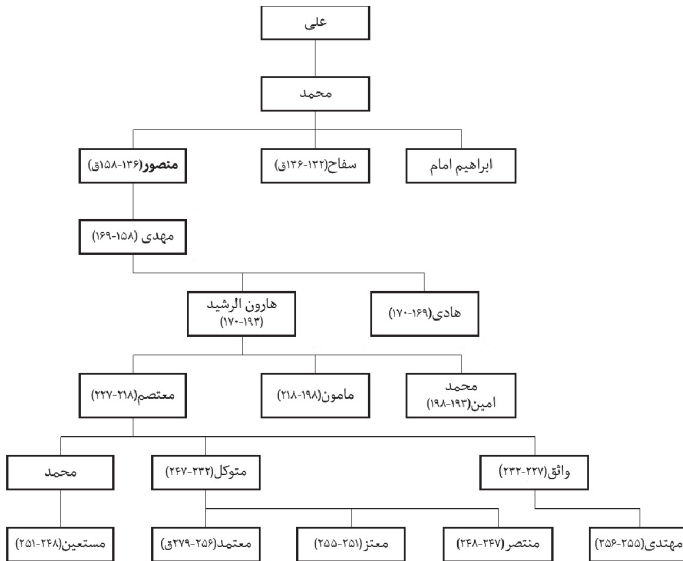 علی
محمد
ابراهیم امام
سفاح(۱۳۲-۱۳۶ق)
منصور(۱۳۶-۱۵۸ق)
مهدی (۱۵۸-۱۶۹)
هادی(۱۶۹-۱۷۰)
هارون الرشید
(۱۷۰-۱۹۳)
محمد
امین(۱۹۳-۱۹۸)
مامون(۱۹۸-۲۱۸)
معتصم(۲۱۸-۲۲۷)
واثق(۲۲۷-۲۳۲)
متوکل(۲۳۲-۲۴۷)
محمد
مهتدی(۲۵۵-۲۵۶)
منتصر(۲۴۷-۲۴۸)
معتز(۲۵۱-۲۵۵)
معتمد(۲۵۶-۲۷۹ق)
مستعین(۲۴۸-۲۵۱)